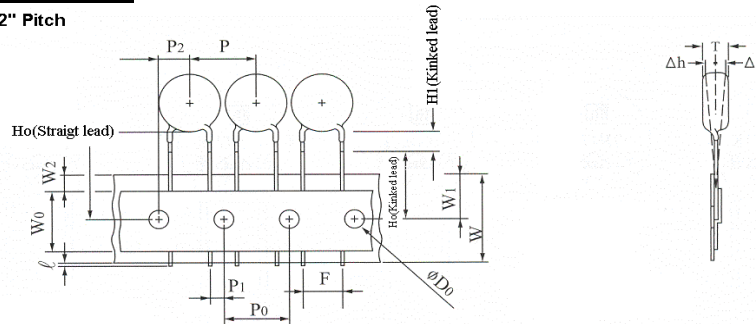 2" Pitch
P2
P
T
Δh
Δ
H1(Kinked lead)
Ho(Straigt lead)
W2
Ho(Kinked lead)
W1
W0
W
ℓ
P1
F
øD0
P0